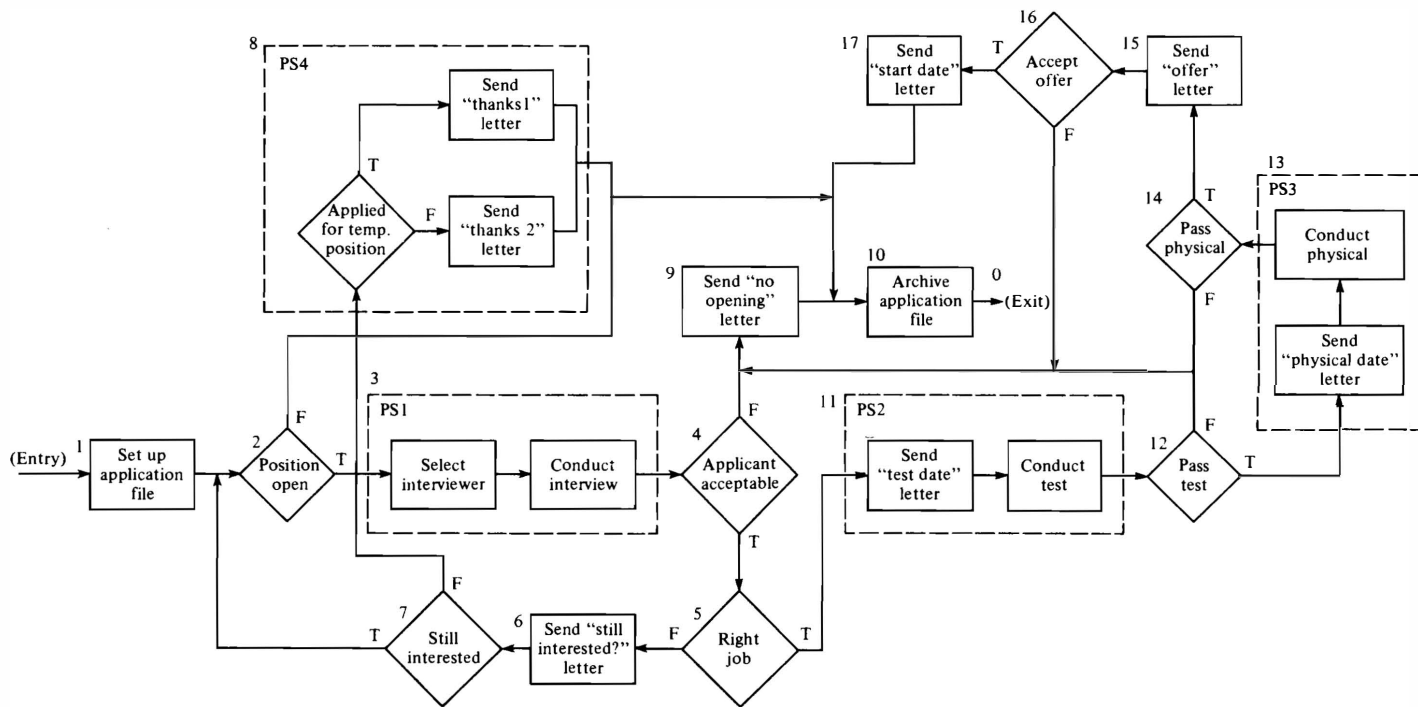 8
PS4
Send
"thanks1"
letter
T
Applied
for temp.
position
F
Send
"thanks 2"
letter
17
Send
"start date"
letter
T
16
Accept
offer
F
15
Send
"offer"
letter
14
T
Pass
physical
F
13
PS3
Conduct
physical
Send
"physical date"
letter
9
Send "no
opening"
letter
10
Archive
application
file
0
(Exit)
(Entry)
1
Set up
application
file
2
F
Position
open
T
3
PS1
Select
interviewer
Conduct
interview
F
4
Applicant
acceptable
T
11
PS2
Send
"test date"
letter
Conduct
test
F
12
Pass
test
T
F
7
T
Still
interested
6
Send "still
interested?"
letter
F
5
Right
job
T